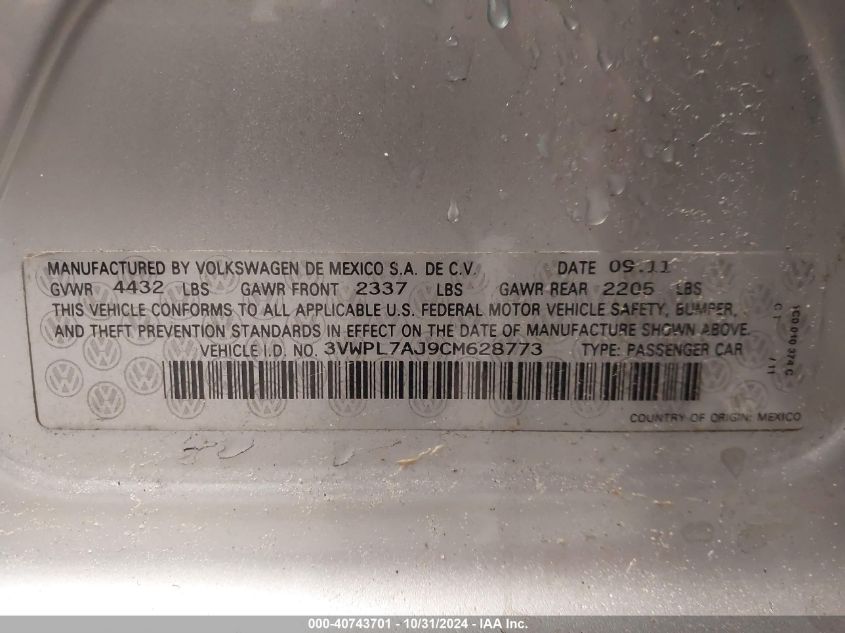 MANUFACTURED BY VOLKSWAGEN DE MEXICO S.A. DE C.V. DATE 09.11
GVWR 4432 LBS GAWR FRONT 2337 LBS GAWR REAR 2205 LBS
THIS VEHICLE CONFORMS TO ALL APPLICABLE U.S. FEDERAL MOTOR VEHICLE SAFETY, BUMPER,
AND THEFT PREVENTION STANDARDS IN EFFECT ON THE DATE OF MANUFACTURE SHOWN ABOVE.
VEHICLE I.D. NO. 3VWPL7AJ9CM628773 TYPE: PASSENGER CAR
COUNTRY OF ORIGIN: MEXICO
000-40743701 - 10/31/2024 - IAA Inc.